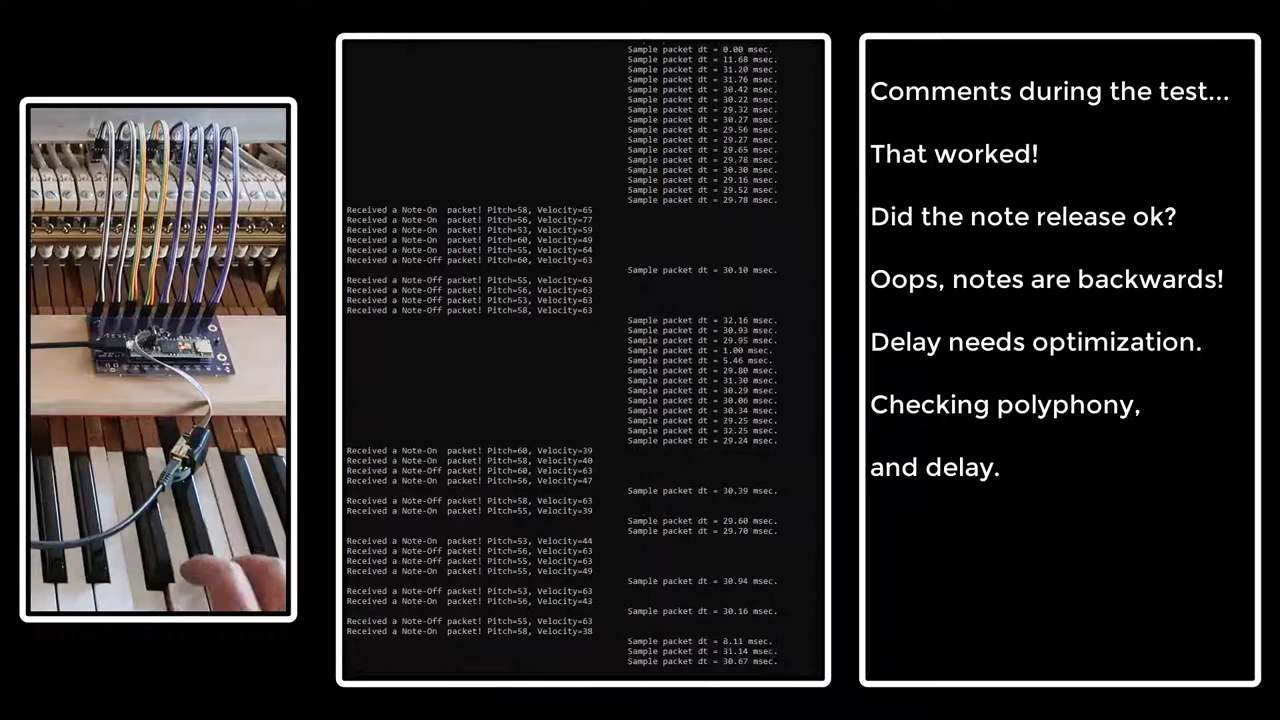 Sample packet dt = 0.00 msec.
Sample packet dt = 11.68 msec.
Sample packet dt = 31.20 msec.
Sample packet dt = 31.76 msec.
Sample packet dt = 30.42 msec.
Sample packet dt = 30.22 msec.
Sample packet dt = 29.32 msec.
Sample packet dt = 30.27 msec.
Sample packet dt = 29.56 msec.
Sample packet dt = 29.27 msec.
Sample packet dt = 29.65 msec.
Sample packet dt = 29.78 msec.
Sample packet dt = 30.30 msec.
Sample packet dt = 29.16 msec.
Sample packet dt = 29.52 msec.
Sample packet dt = 29.78 msec.
Received a Note-On  packet! Pitch=58, Velocity=65
Received a Note-On  packet! Pitch=56, Velocity=77
Received a Note-On  packet! Pitch=53, Velocity=59
Received a Note-On  packet! Pitch=60, Velocity=49
Received a Note-On  packet! Pitch=55, Velocity=64
Received a Note-Off packet! Pitch=60, Velocity=63
Sample packet dt = 30.10 msec.
Received a Note-Off packet! Pitch=55, Velocity=63
Received a Note-Off packet! Pitch=56, Velocity=63
Received a Note-Off packet! Pitch=53, Velocity=63
Received a Note-Off packet! Pitch=58, Velocity=63
Sample packet dt = 32.16 msec.
Sample packet dt = 30.93 msec.
Sample packet dt = 29.95 msec.
Sample packet dt = 1.00 msec.
Sample packet dt = 5.46 msec.
Sample packet dt = 29.80 msec.
Sample packet dt = 31.30 msec.
Sample packet dt = 30.29 msec.
Sample packet dt = 30.06 msec.
Sample packet dt = 30.34 msec.
Sample packet dt = 29.25 msec.
Sample packet dt = 32.25 msec.
Sample packet dt = 29.24 msec.
Received a Note-On  packet! Pitch=60, Velocity=39
Received a Note-On  packet! Pitch=58, Velocity=40
Received a Note-Off packet! Pitch=60, Velocity=63
Received a Note-On  packet! Pitch=56, Velocity=47
Sample packet dt = 30.39 msec.
Received a Note-Off packet! Pitch=58, Velocity=63
Received a Note-On  packet! Pitch=55, Velocity=39
Sample packet dt = 29.60 msec.
Sample packet dt = 29.70 msec.
Received a Note-On  packet! Pitch=53, Velocity=44
Received a Note-Off packet! Pitch=56, Velocity=63
Received a Note-Off packet! Pitch=55, Velocity=63
Received a Note-On  packet! Pitch=55, Velocity=49
Sample packet dt = 30.94 msec.
Received a Note-Off packet! Pitch=53, Velocity=63
Received a Note-On  packet! Pitch=56, Velocity=43
Sample packet dt = 30.16 msec.
Received a Note-Off packet! Pitch=55, Velocity=63
Received a Note-On  packet! Pitch=58, Velocity=38
Sample packet dt = 8.11 msec.
Sample packet dt = 31.14 msec.
Sample packet dt = 30.67 msec.
Comments during the test...
That worked!
Did the note release ok?
Oops, notes are backwards!
Delay needs optimization.
Checking polyphony,
and delay.